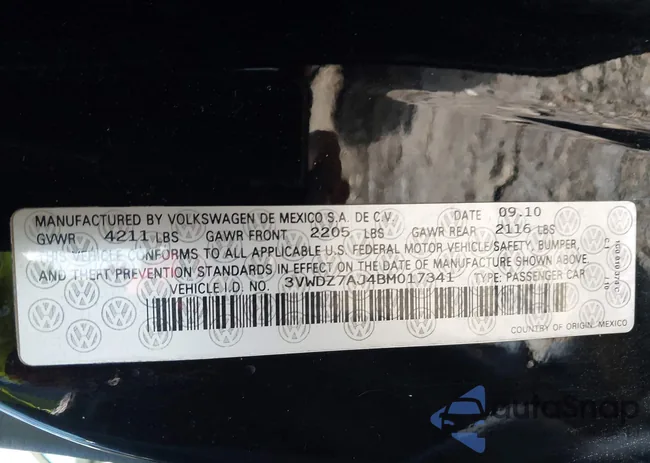 MANUFACTURED BY VOLKSWAGEN DE MEXICO S.A. DE C.V. DATE 09.10
GVWR 4211 LBS GAWR FRONT 2205 LBS GAWR REAR 2116 LBS
THIS VEHICLE CONFORMS TO ALL APPLICABLE U.S. FEDERAL MOTOR VEHICLE/SAFETY, BUMPER,
AND THEFT PREVENTION STANDARDS IN EFFECT ON THE DATE OF MANUFACTURE SHOWN ABOVE.
VEHICLE I.D. NO. 3VWDZ7AJ4BM017341 TYPE: PASSENGER CAR
COUNTRY OF ORIGIN: MEXICO
autoSnap